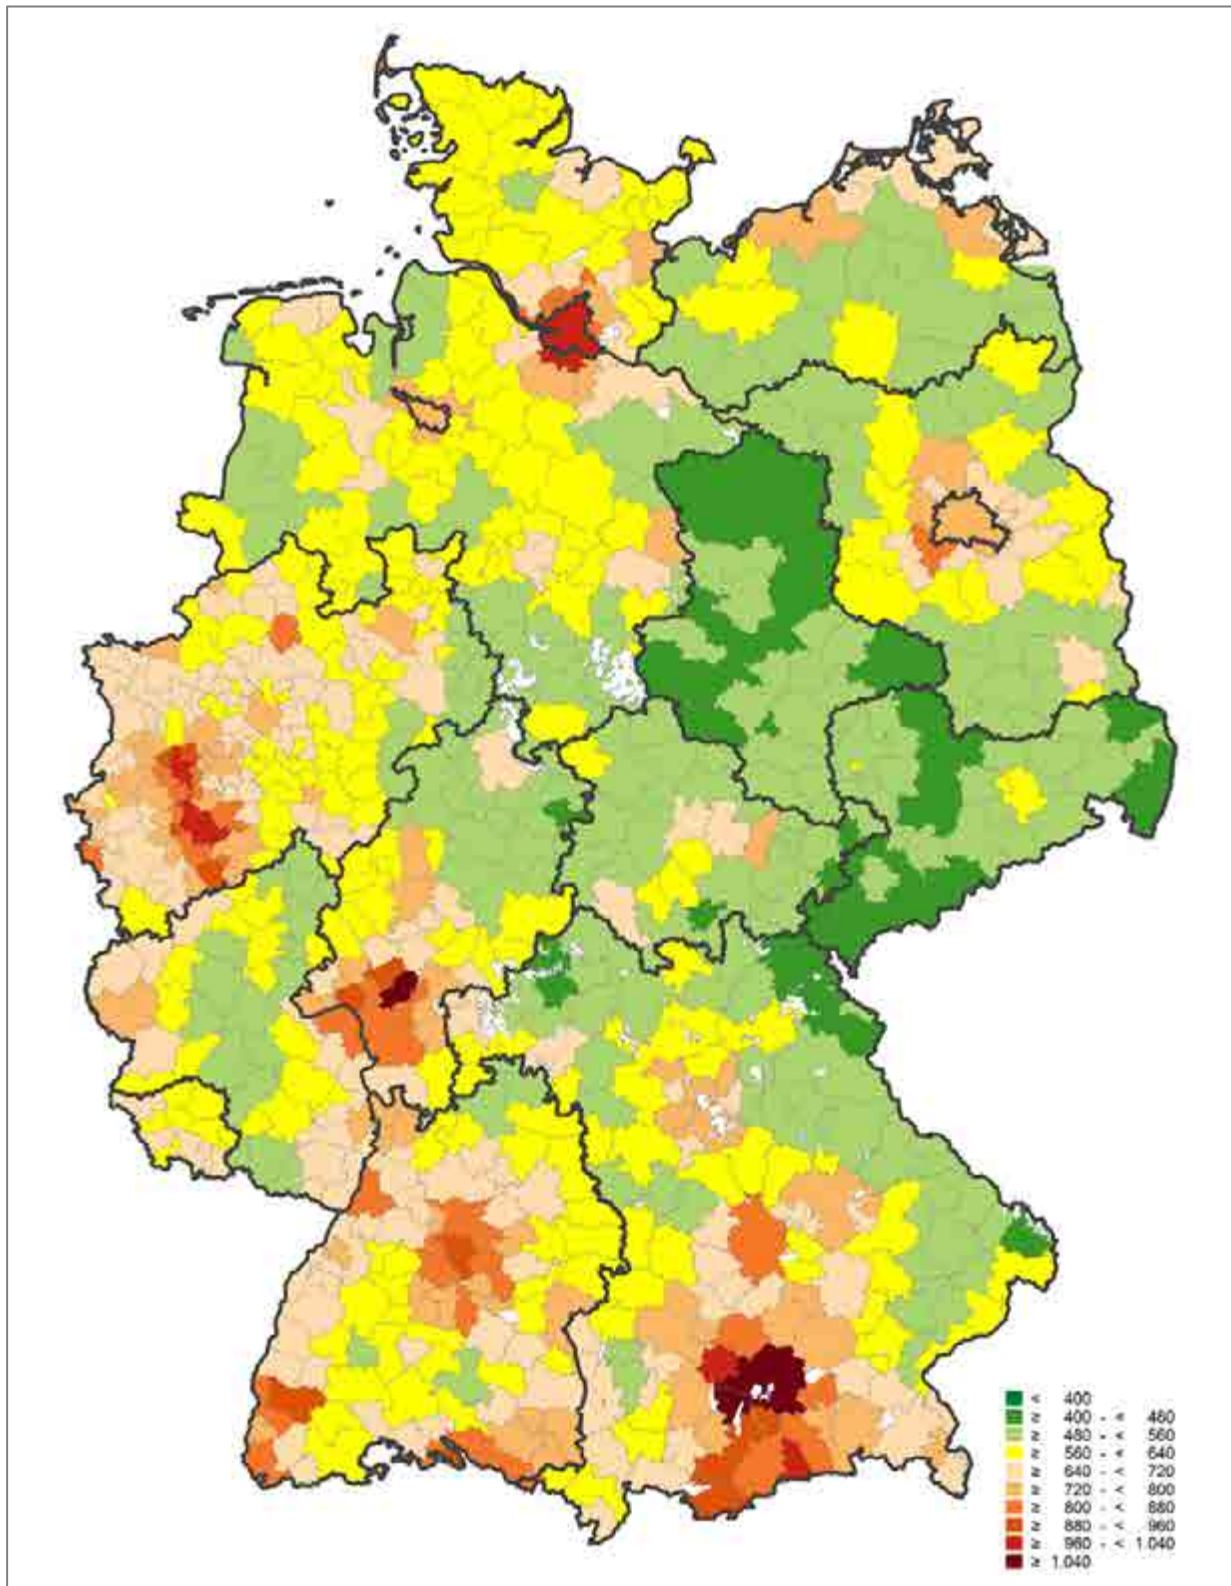 < 400
≥ 400 - < 480
≥ 480 - < 560
≥ 560 - < 640
≥ 640 - < 720
≥ 720 - < 800
≥ 800 - < 880
≥ 880 - < 960
≥ 960 - < 1.040
≥ 1.040